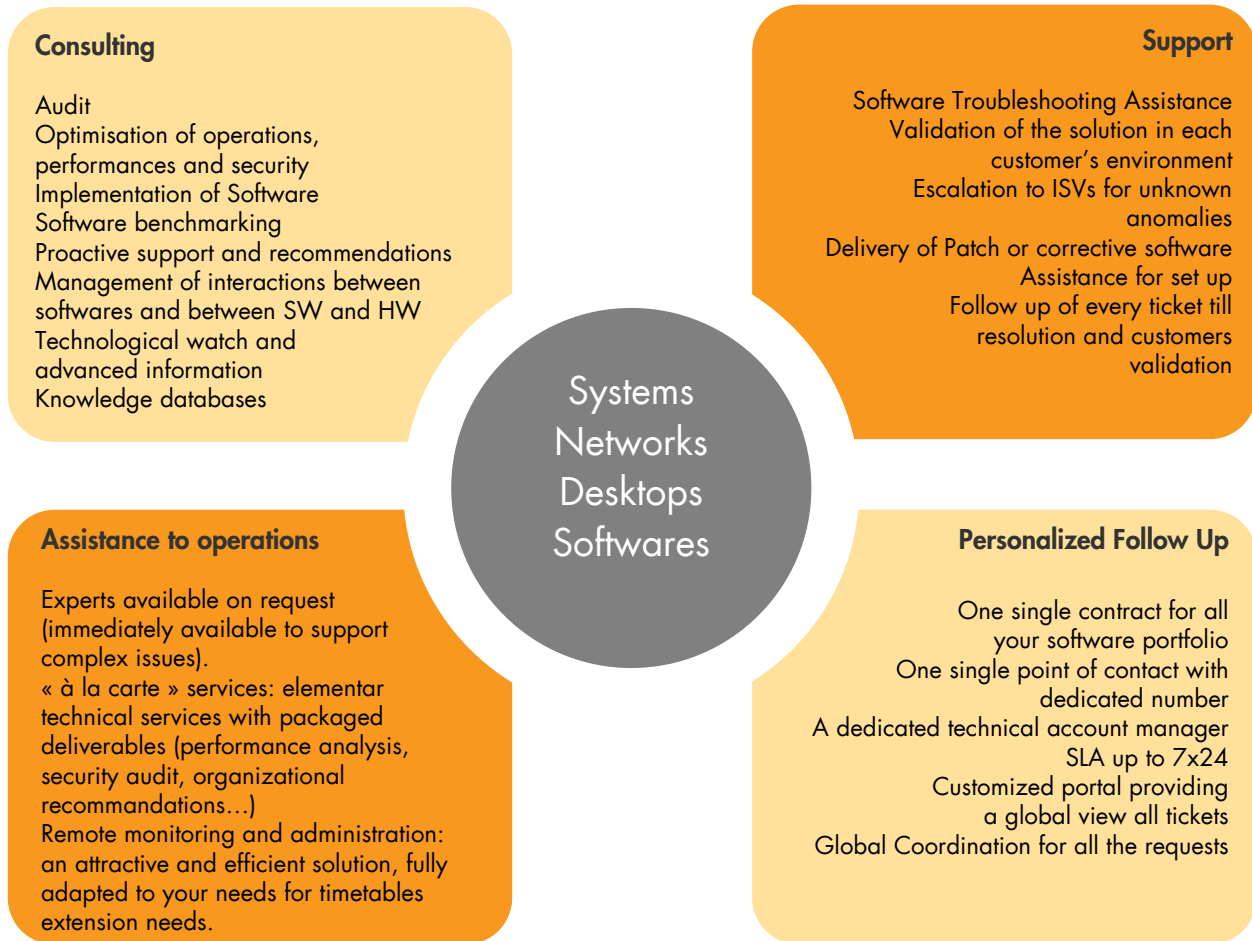 Consulting
Audit
Optimisation of operations,
performances and security
Implementation of Software
Software benchmarking
Proactive support and recommendations
Management of interactions between
softwares and between SW and HW
Technological watch and
advanced information
Knowledge databases
Support
Software Troubleshooting Assistance
Validation of the solution in each
customer’s environment
Escalation to ISVs for unknown
anomalies
Delivery of Patch or corrective software
Assistance for set up
Follow up of every ticket till
resolution and customers
validation
Systems
Networks
Desktops
Softwares
Assistance to operations
Experts available on request
(immediately available to support
complex issues).
« à la carte » services: elementar
technical services with packaged
deliverables (performance analysis,
security audit, organizational
recommandations…)
Remote monitoring and administration:
an attractive and efficient solution, fully
adapted to your needs for timetables
extension needs.
Personalized Follow Up
One single contract for all
your software portfolio
One single point of contact with
dedicated number
A dedicated technical account manager
SLA up to 7x24
Customized portal providing
a global view all tickets
Global Coordination for all the requests